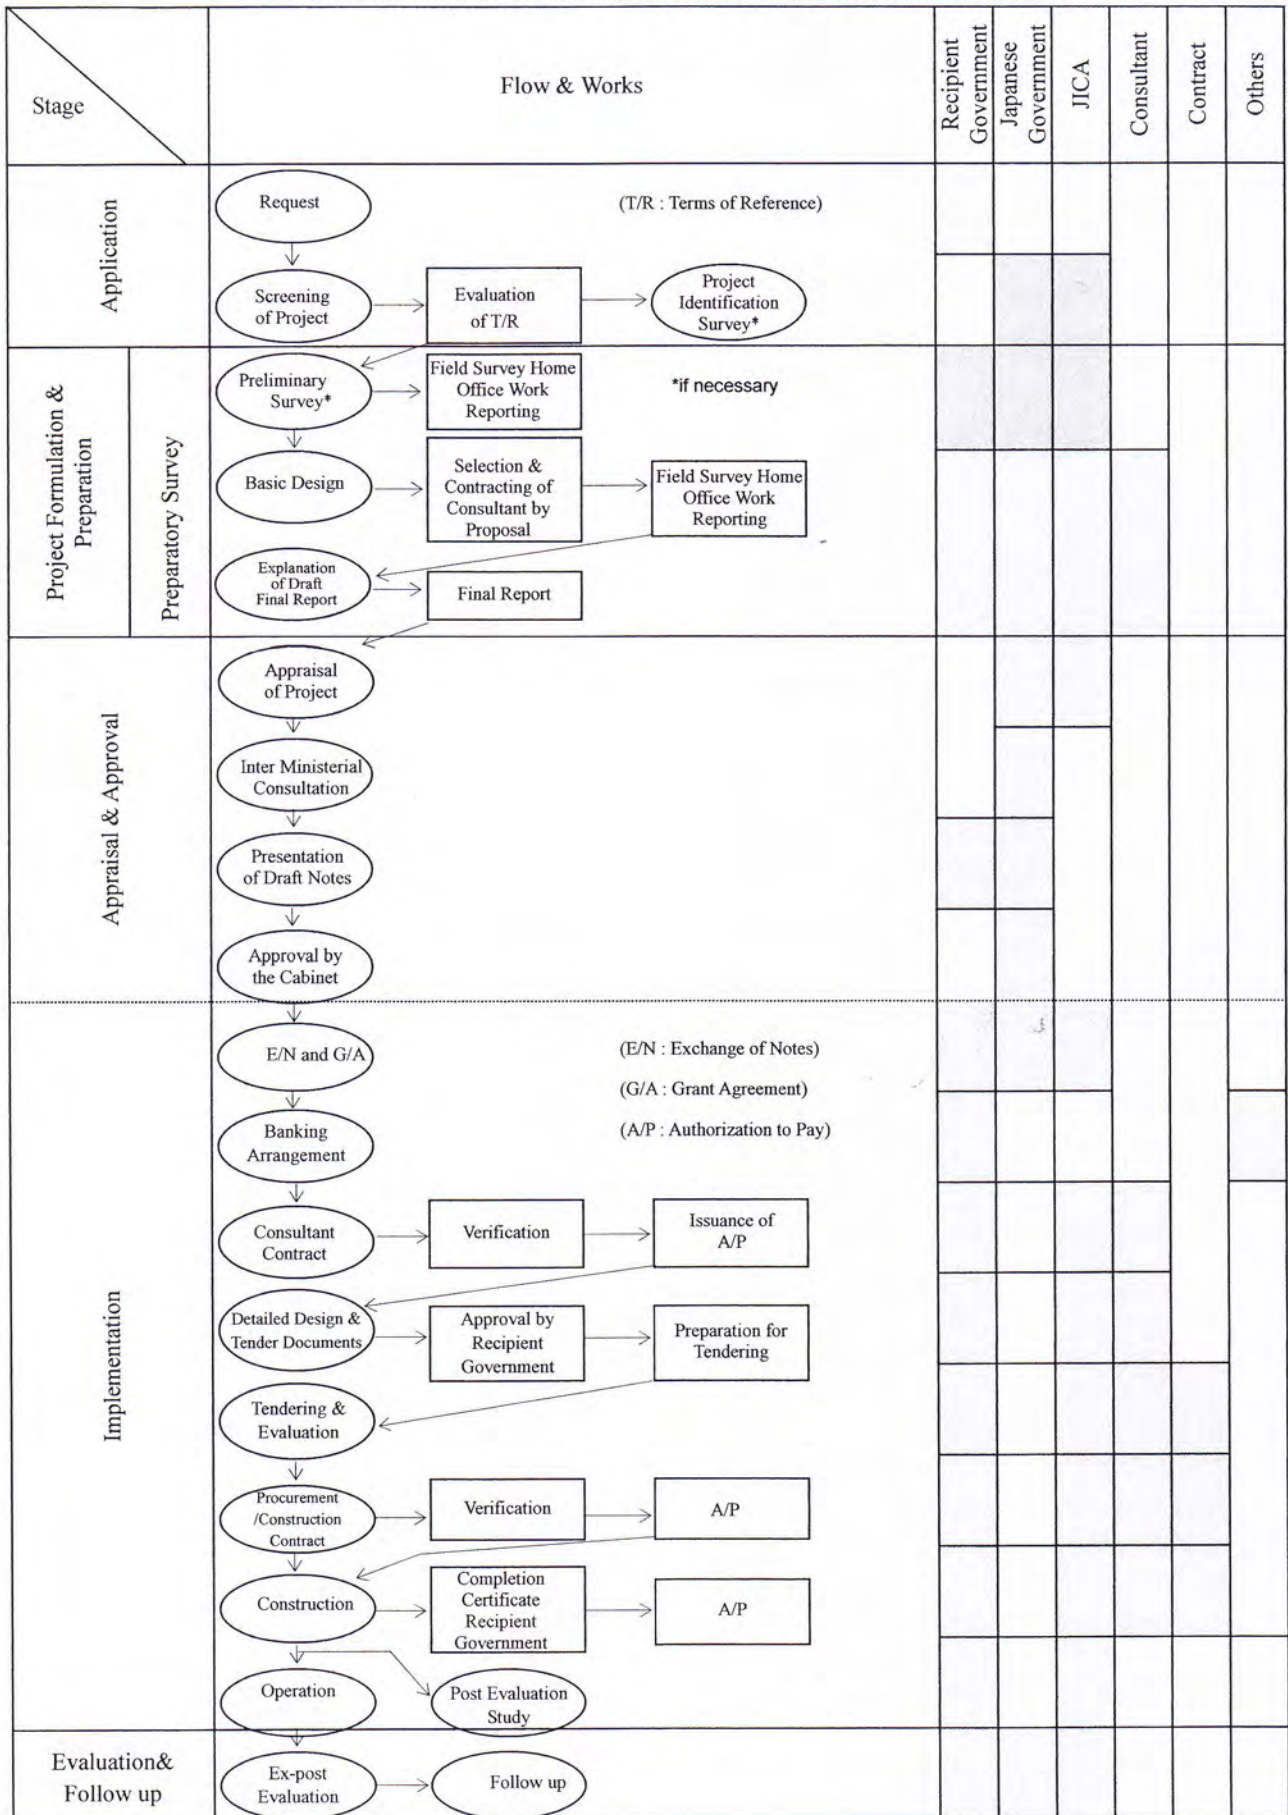 Stage
Flow & Works
Recipient
Government
Japanese
Government
JICA
Consultant
Contract
Others
Application
Request
(T/R : Terms of Reference)
Screening
of Project
Evaluation
of T/R
Project
Identification
Survey*
Project Formulation &
Preparation
Preparatory Survey
Preliminary
Survey*
Field Survey Home
Office Work
Reporting
*if necessary
Basic Design
Selection &
Contracting of
Consultant by
Proposal
Field Survey Home
Office Work
Reporting
Explanation
of Draft
Final Report
Final Report
Appraisal & Approval
Appraisal
of Project
Inter Ministerial
Consultation
Presentation
of Draft Notes
Approval by
the Cabinet
Implementation
E/N and G/A
(E/N : Exchange of Notes)
(G/A : Grant Agreement)
(A/P : Authorization to Pay)
Banking
Arrangement
Consultant
Contract
Verification
Issuance of
A/P
Detailed Design &
Tender Documents
Approval by
Recipient
Government
Preparation for
Tendering
Tendering &
Evaluation
Procurement
/Construction
Contract
Verification
A/P
Construction
Completion
Certificate
Recipient
Government
A/P
Operation
Post Evaluation
Study
Evaluation&
Follow up
Ex-post
Evaluation
Follow up